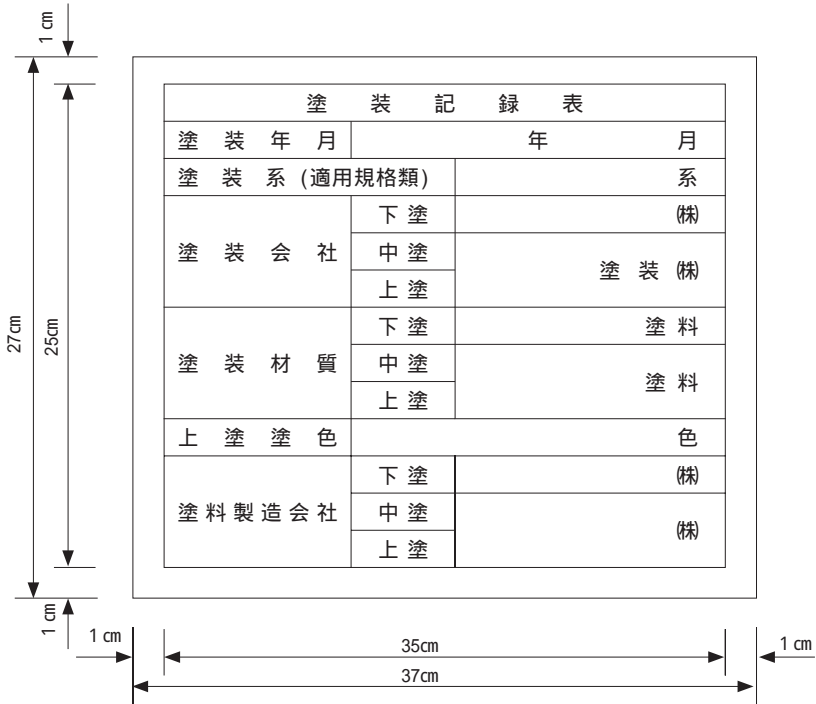 1 cm
塗装記録表
塗装年月 年 月
塗装系(適用規格類) 系
塗装会社 下塗 ㈱
中塗 塗装㈱
上塗
塗装材質 下塗 塗料
中塗 塗料
上塗
上塗塗色 色
塗料製造会社 下塗 ㈱
中塗 ㈱
上塗
27cm
25cm
1 cm
1 cm
35cm
1 cm
37cm